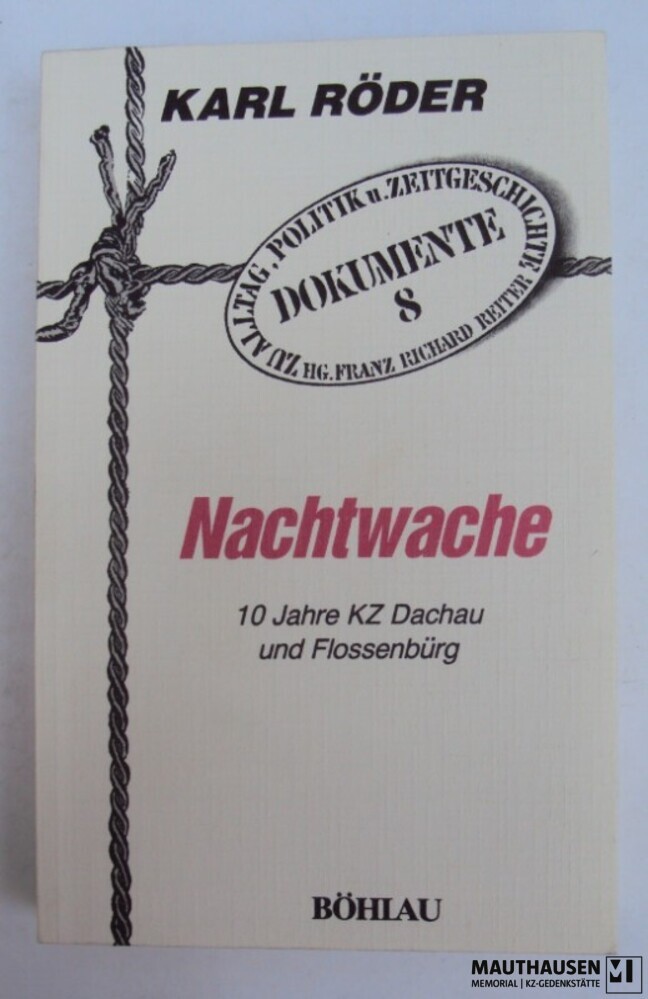 KARL RÖDER
ZU ALLTAG, POLITIK u. ZEITGESCHICHTE
DOKUMENTE
8
HG. FRANZ RICHARD REITER
Nachtwache
10 Jahre KZ Dachau
und Flossenbürg
BÖHLAU
MAUTHAUSEN
MEMORIAL | KZ-GEDENKSTÄTTE